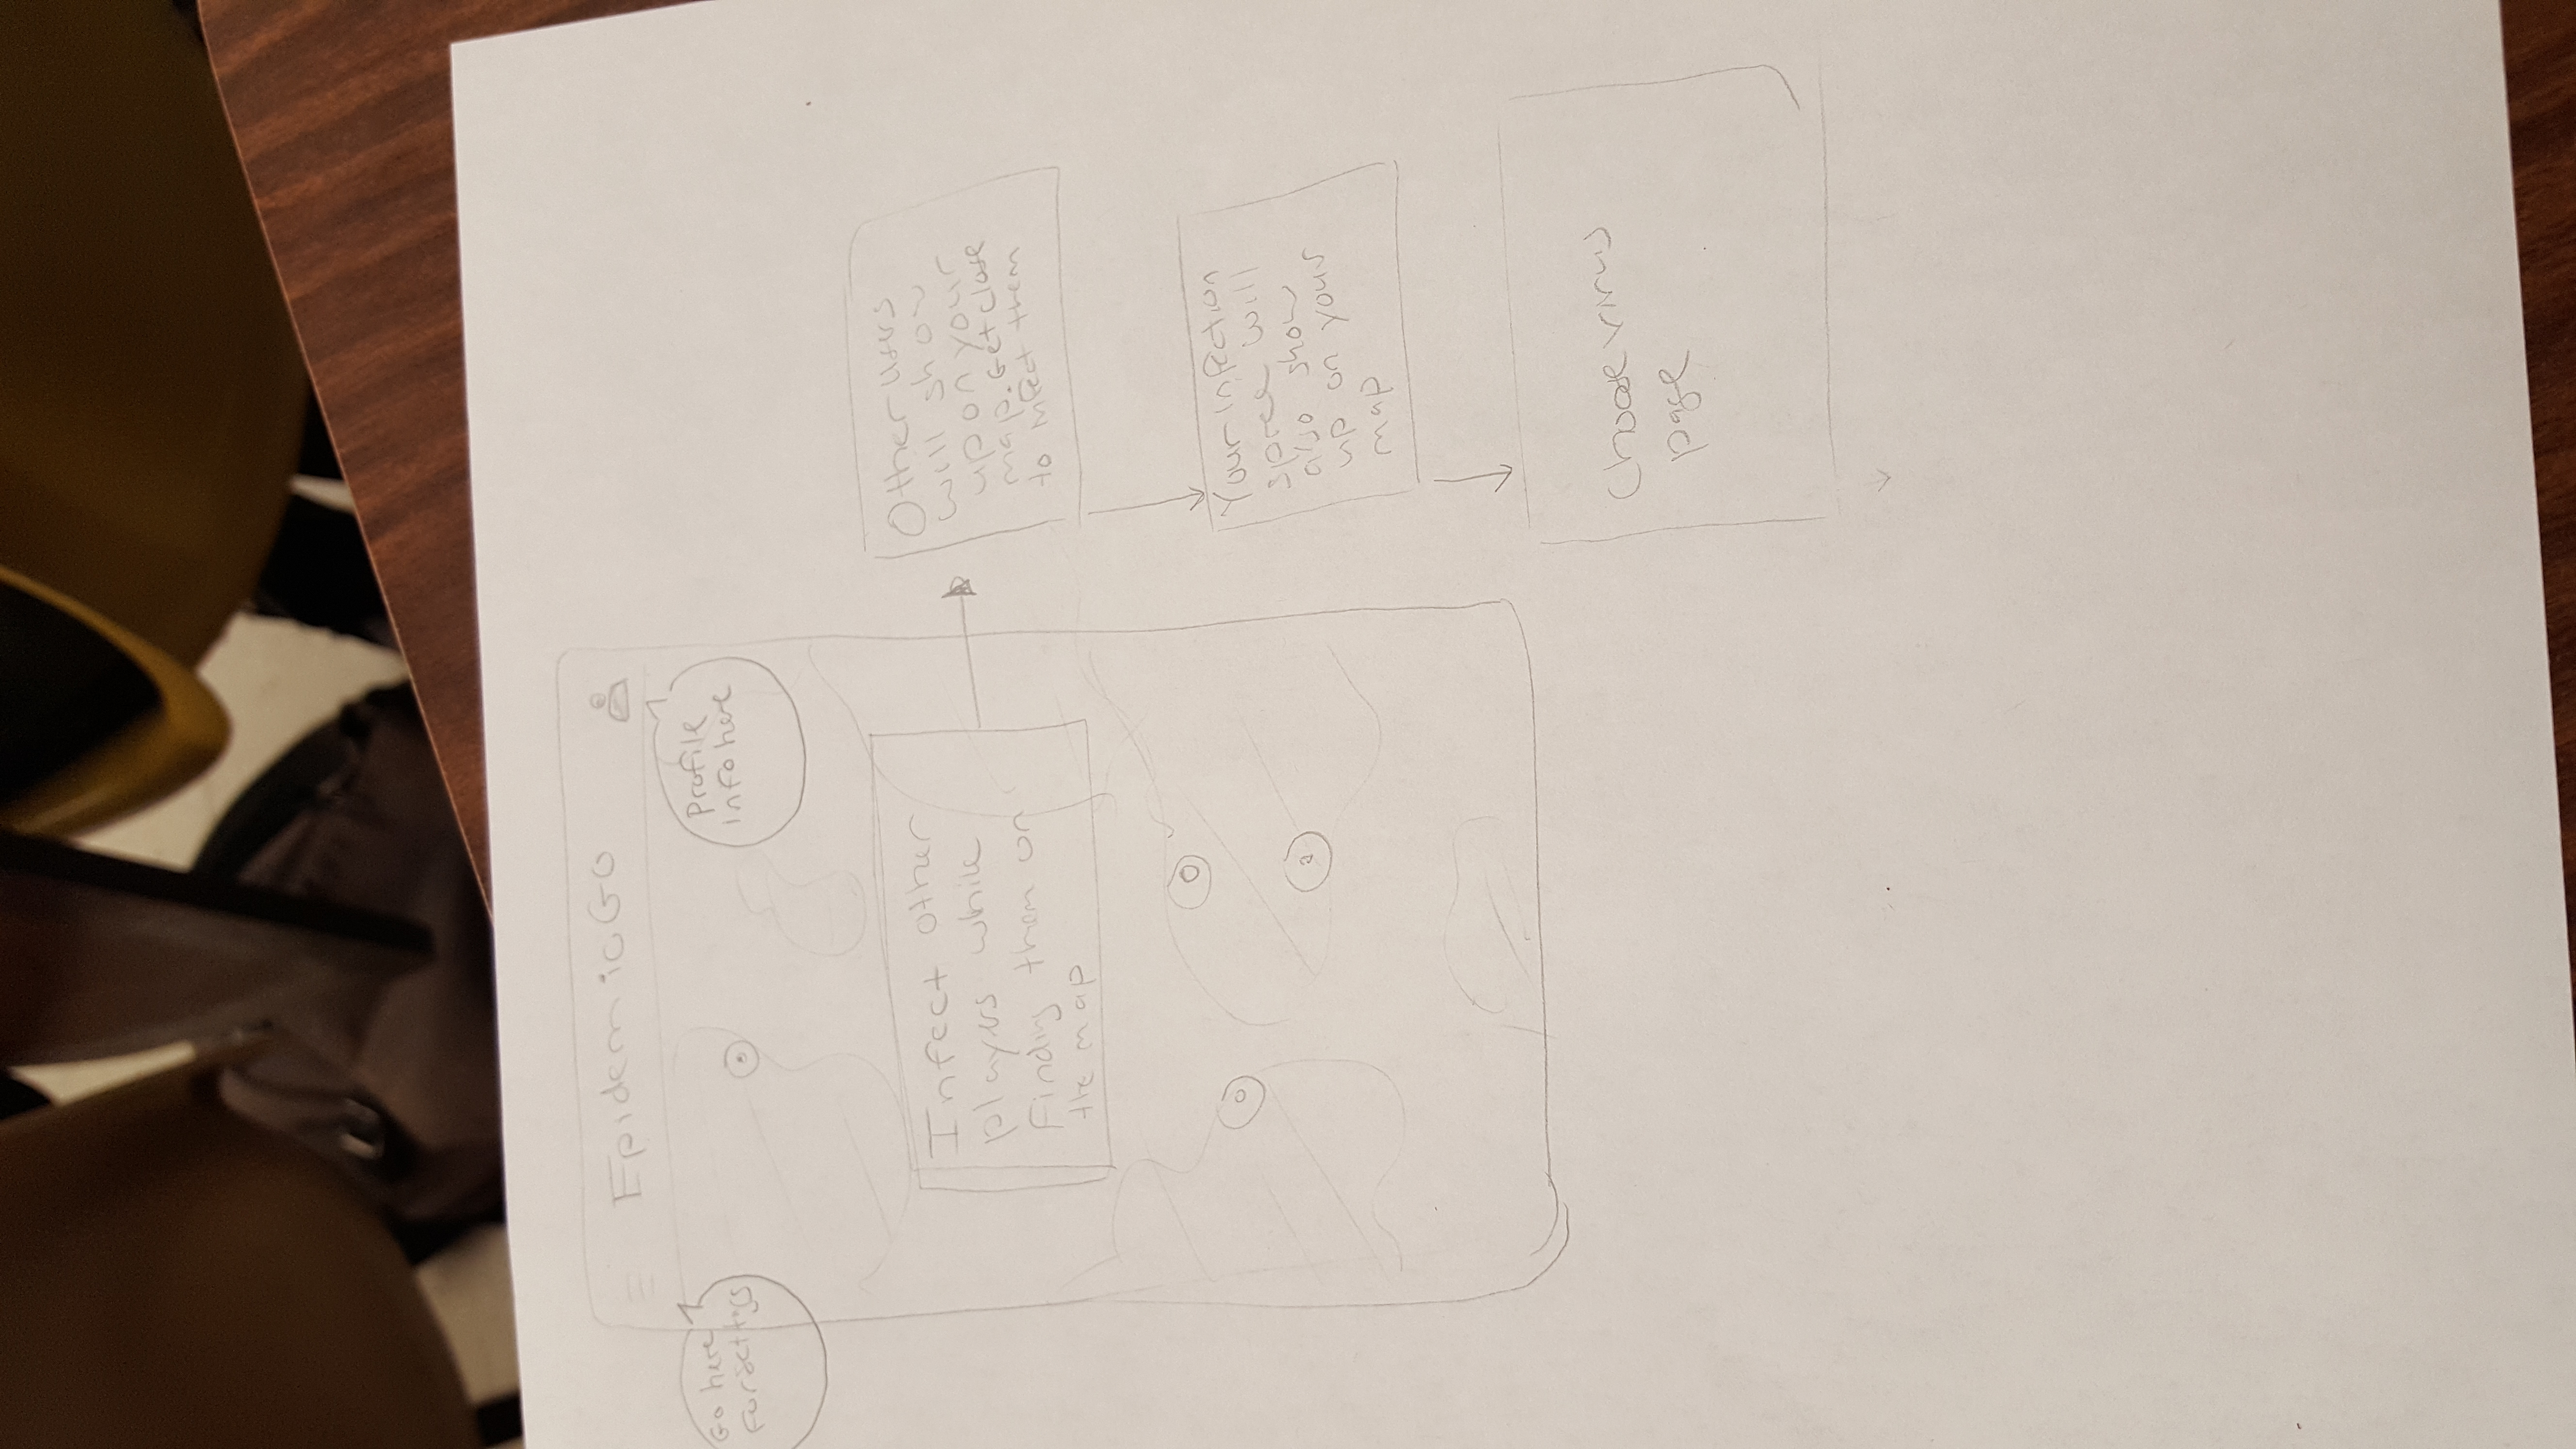 EpidemicGo
Go here
for settings
Profile
info here
Infect other
players while
finding them on
the map
Other users
will show
up on your
map. Get close
to infect them
Your infection
spree will
also show
up on your
map
Choose virus
page